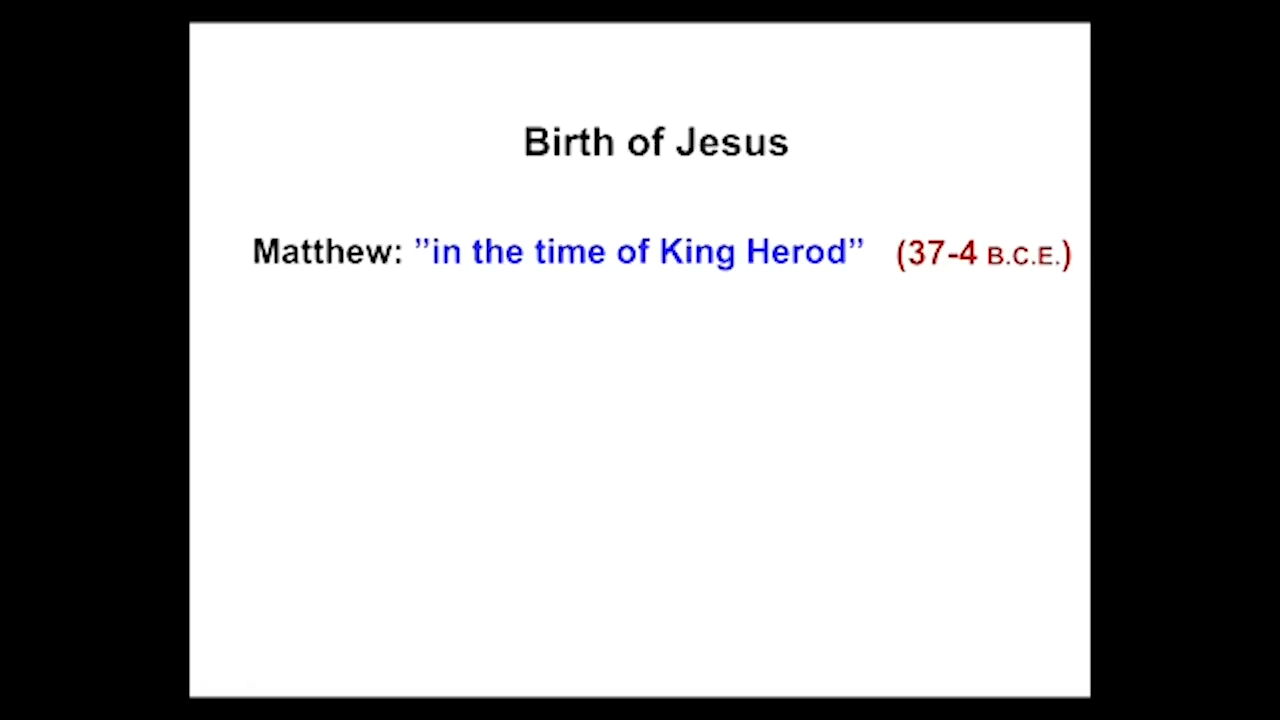 Birth of Jesus
Matthew: ”in the time of King Herod” (37-4 B.C.E.)